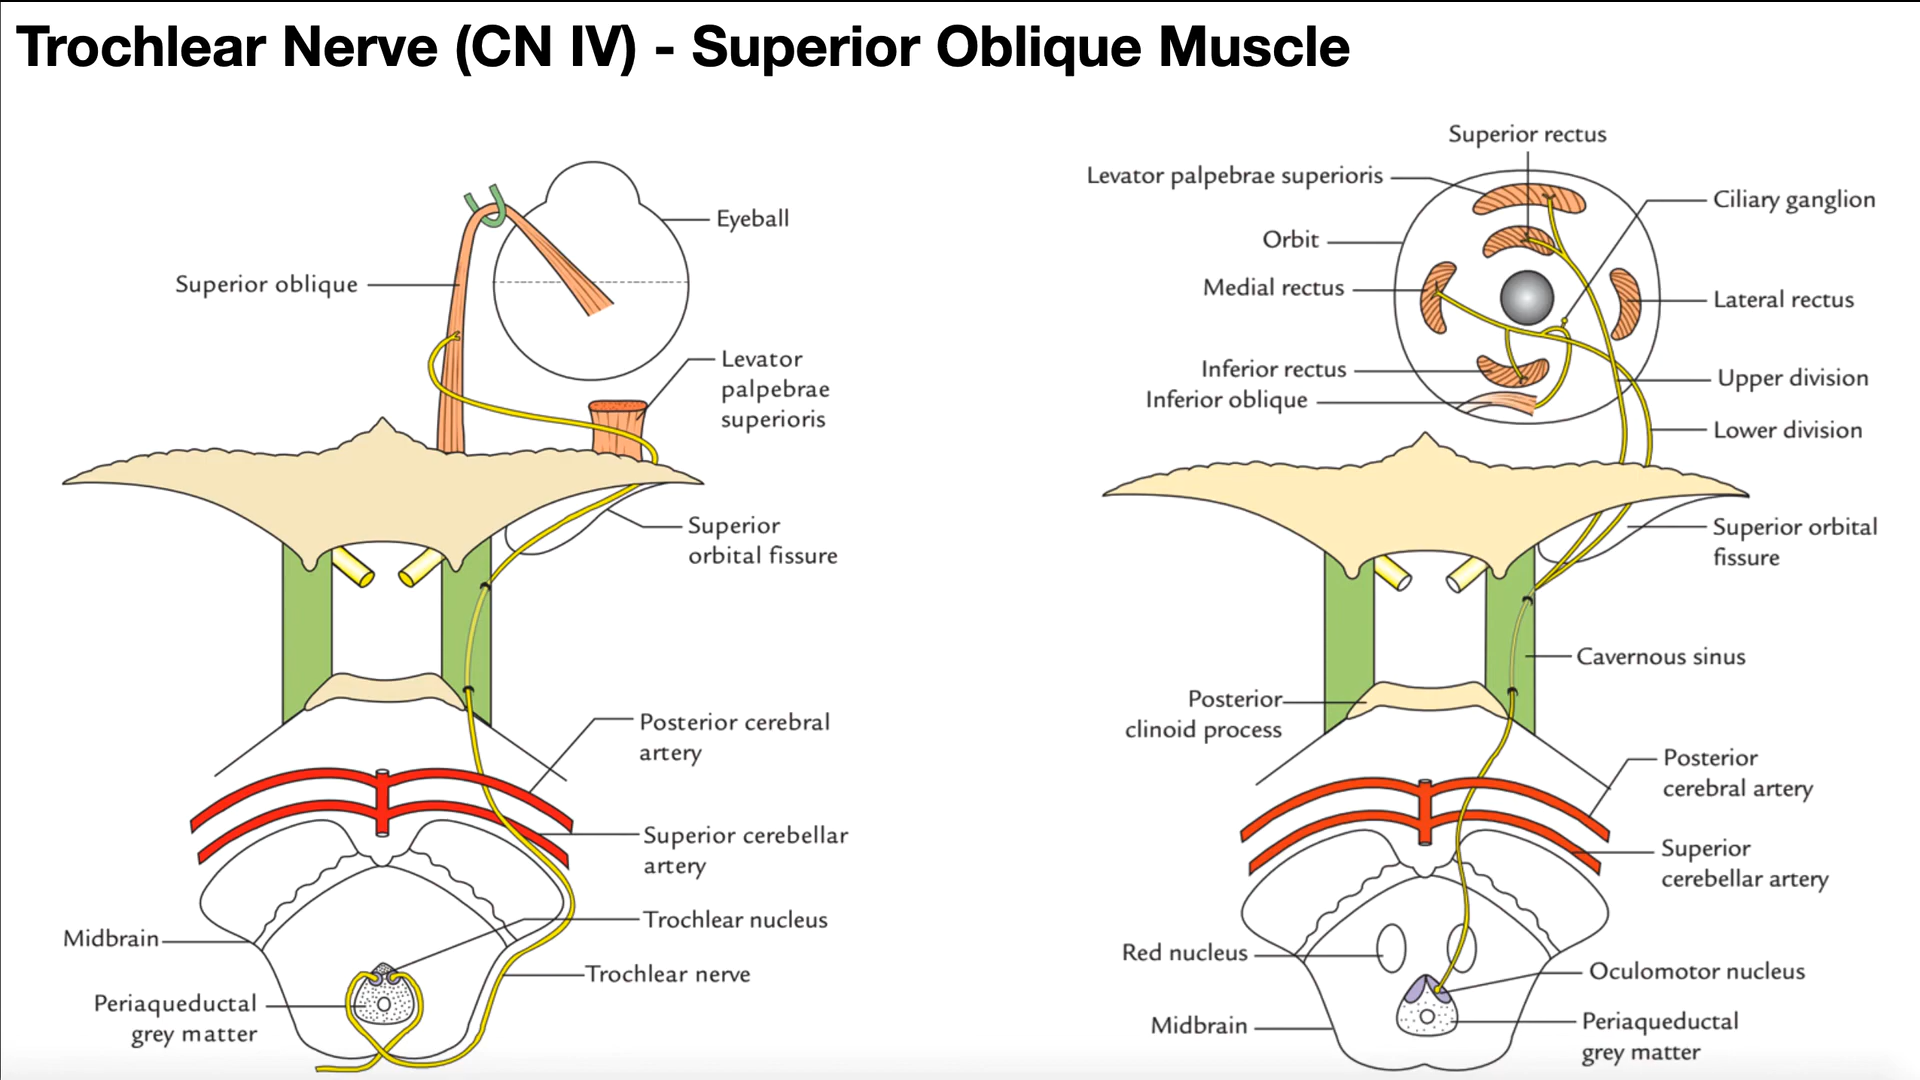 Trochlear Nerve (CN IV) - Superior Oblique Muscle
Eyeball
Superior oblique
Levator
palpebrae
superioris
Superior
orbital fissure
Posterior cerebral
artery
Superior cerebellar
artery
Trochlear nucleus
Midbrain
Trochlear nerve
Periaqueductal
grey matter
Superior rectus
Levator palpebrae superioris
Ciliary ganglion
Orbit
Medial rectus
Lateral rectus
Inferior rectus
Upper division
Inferior oblique
Lower division
Superior orbital
fissure
Cavernous sinus
Posterior
clinoid process
Posterior
cerebral artery
Superior
cerebellar artery
Red nucleus
Oculomotor nucleus
Midbrain
Periaqueductal
grey matter